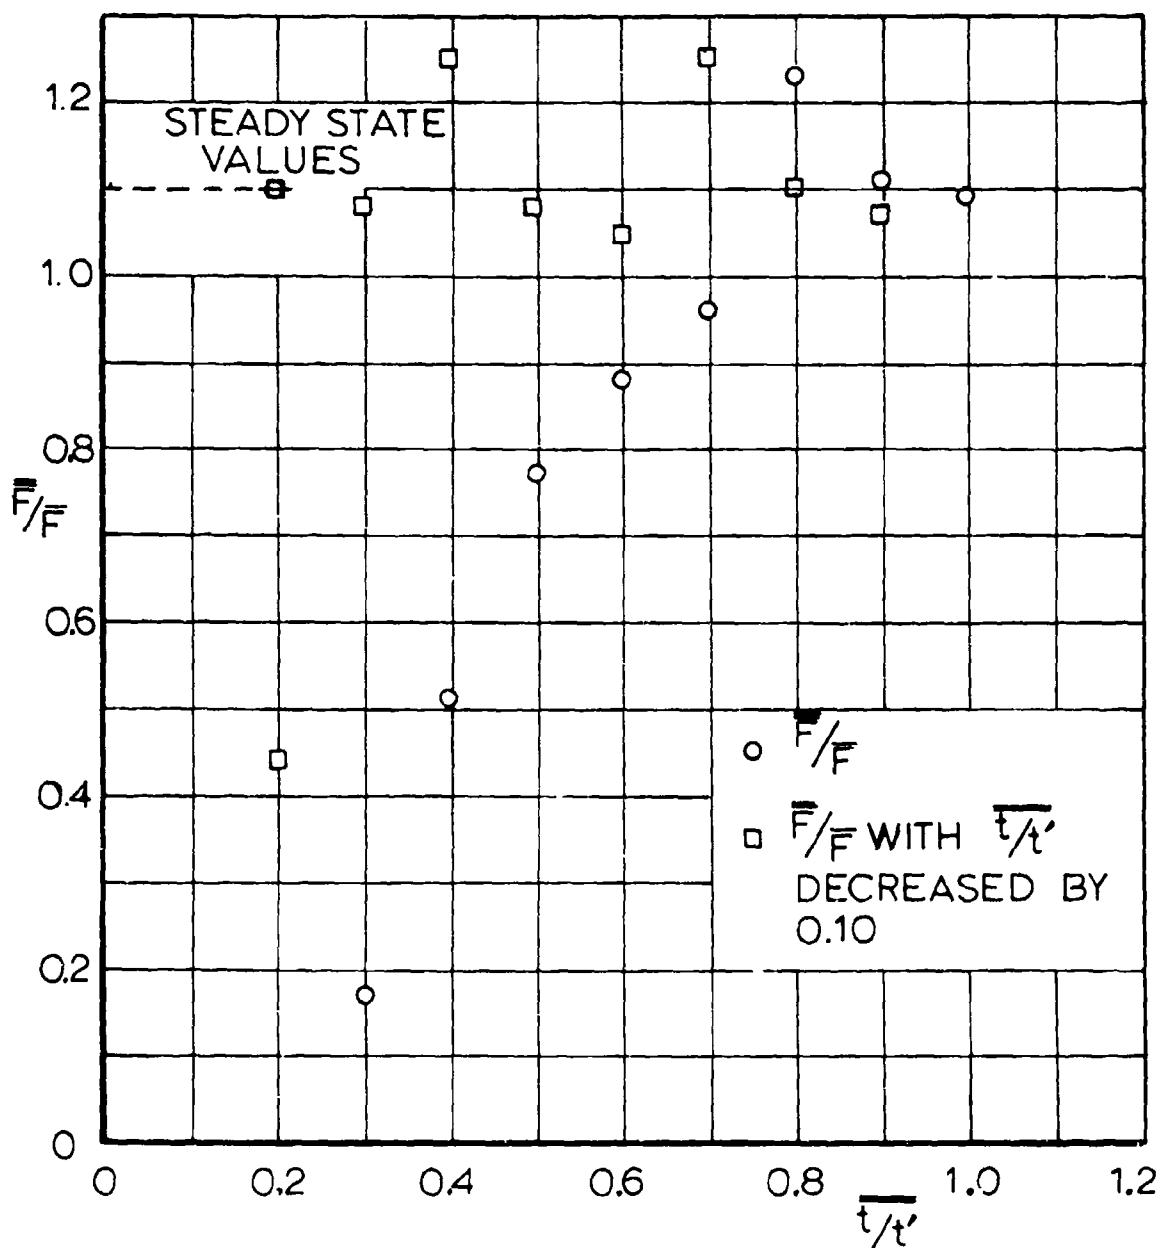 1.2
STEADY STATE
VALUES
1.0
0.8
F̿/F̅
0.6
0.4
0.2
0
0 0.2 0.4 0.6 0.8 1.0 1.2
t/t′
F̿/F̅
F̿/F̅ WITH t/t′
DECREASED BY
0.10